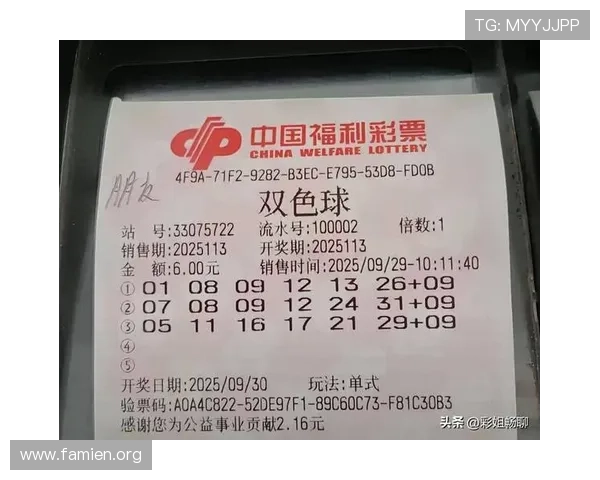 TG: MYYJJPP
中国福利彩票
CHINA WELFARE LOTTERY
4F9A-71F2-9282-B3EC-E795-53D8-FD0B
朋友
双色球
站 号:33075722 流水号:100002 倍数:1
销售期:2025113 开奖期:2025113
金 额:6.00元 销售时间:2025/09/29-10:11:40
① 01 08 09 12 13 26+09
② 07 08 09 12 24 31+09
③ 05 11 16 17 21 29+09
④
⑤
开奖日期:2025/09/30 玩法:单式
验票码:A0A4C822-52DE97F1-89C60C73-F81C30B3
感谢您为公益事业贡献2.16元
头条 @彩姐畅聊
www.famien.org